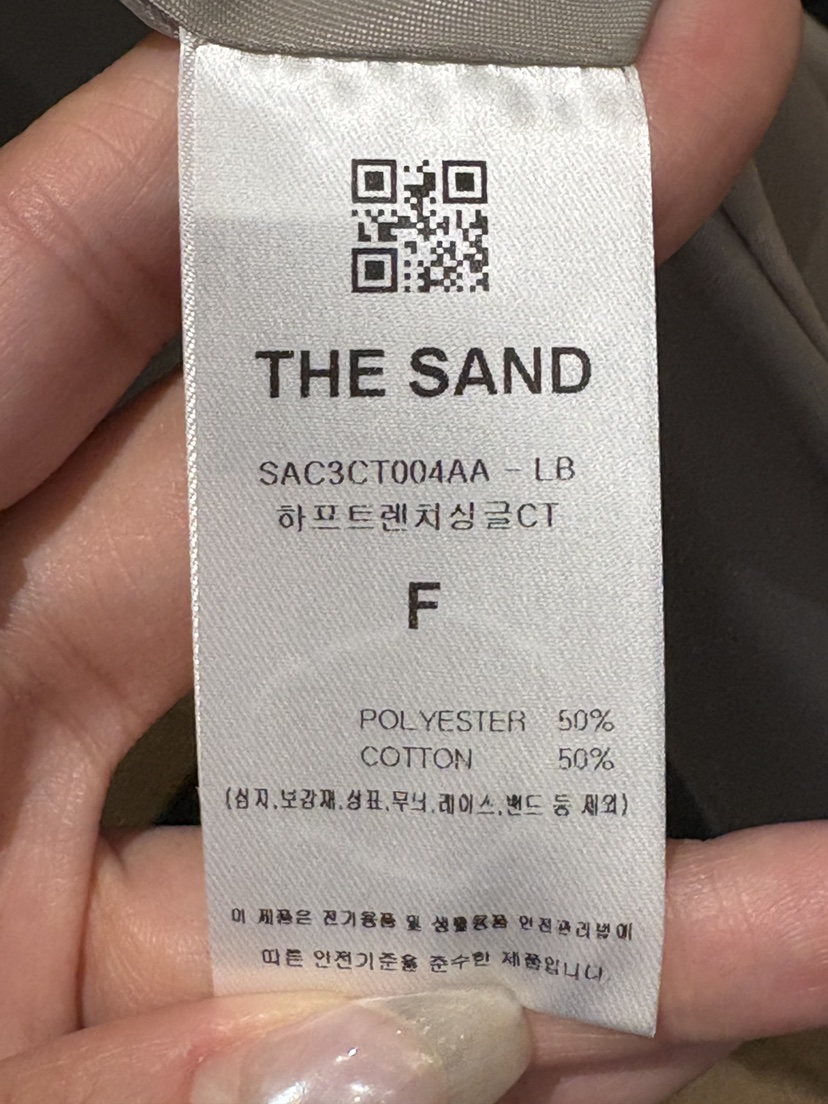 THE SAND
SAC3CT004AA - LB
하프트렌치싱글CT
F
POLYESTER 50%
COTTON 50%
(심지,보강재,상표,무늬,레이스,밴드 등 제외)
이 제품은 전기용품 및 생활용품 안전관리법에
따른 안전기준을 준수한 제품입니다.